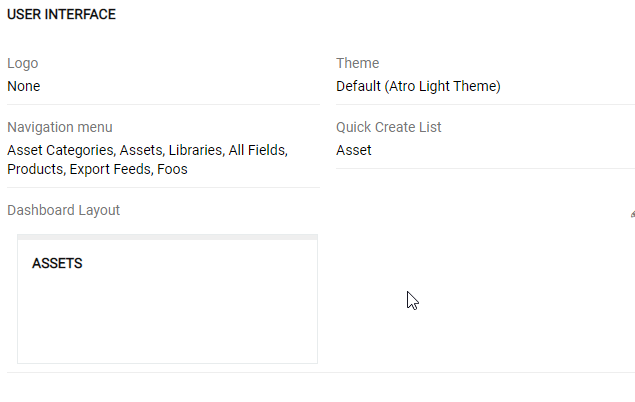 USER INTERFACE
Logo
Theme
None
Default (Atro Light Theme)
Navigation menu
Quick Create List
Asset Categories, Assets, Libraries, All Fields,
Products, Export Feeds, Foos
Asset
Dashboard Layout
ASSETS